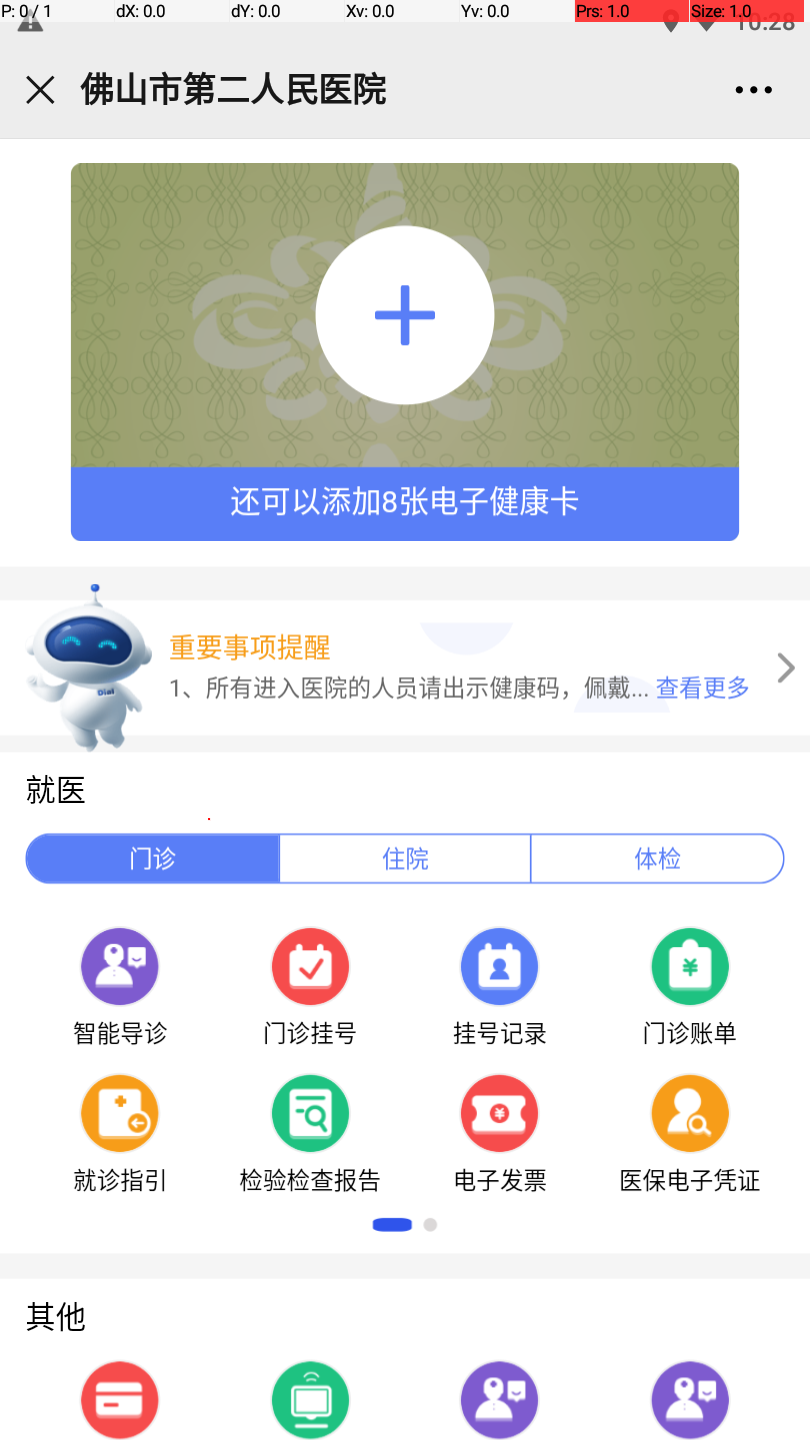 P: 0 / 1 dX: 0.0 dY: 0.0 Xv: 0.0 Yv: 0.0 Prs: 1.0 Size: 1.0
10:28
佛山市第二人民医院
还可以添加8张电子健康卡
重要事项提醒
1、所有进入医院的人员请出示健康码，佩戴... 查看更多
就医
门诊 住院 体检
智能导诊 门诊挂号 挂号记录 门诊账单
就诊指引 检验检查报告 电子发票 医保电子凭证
其他